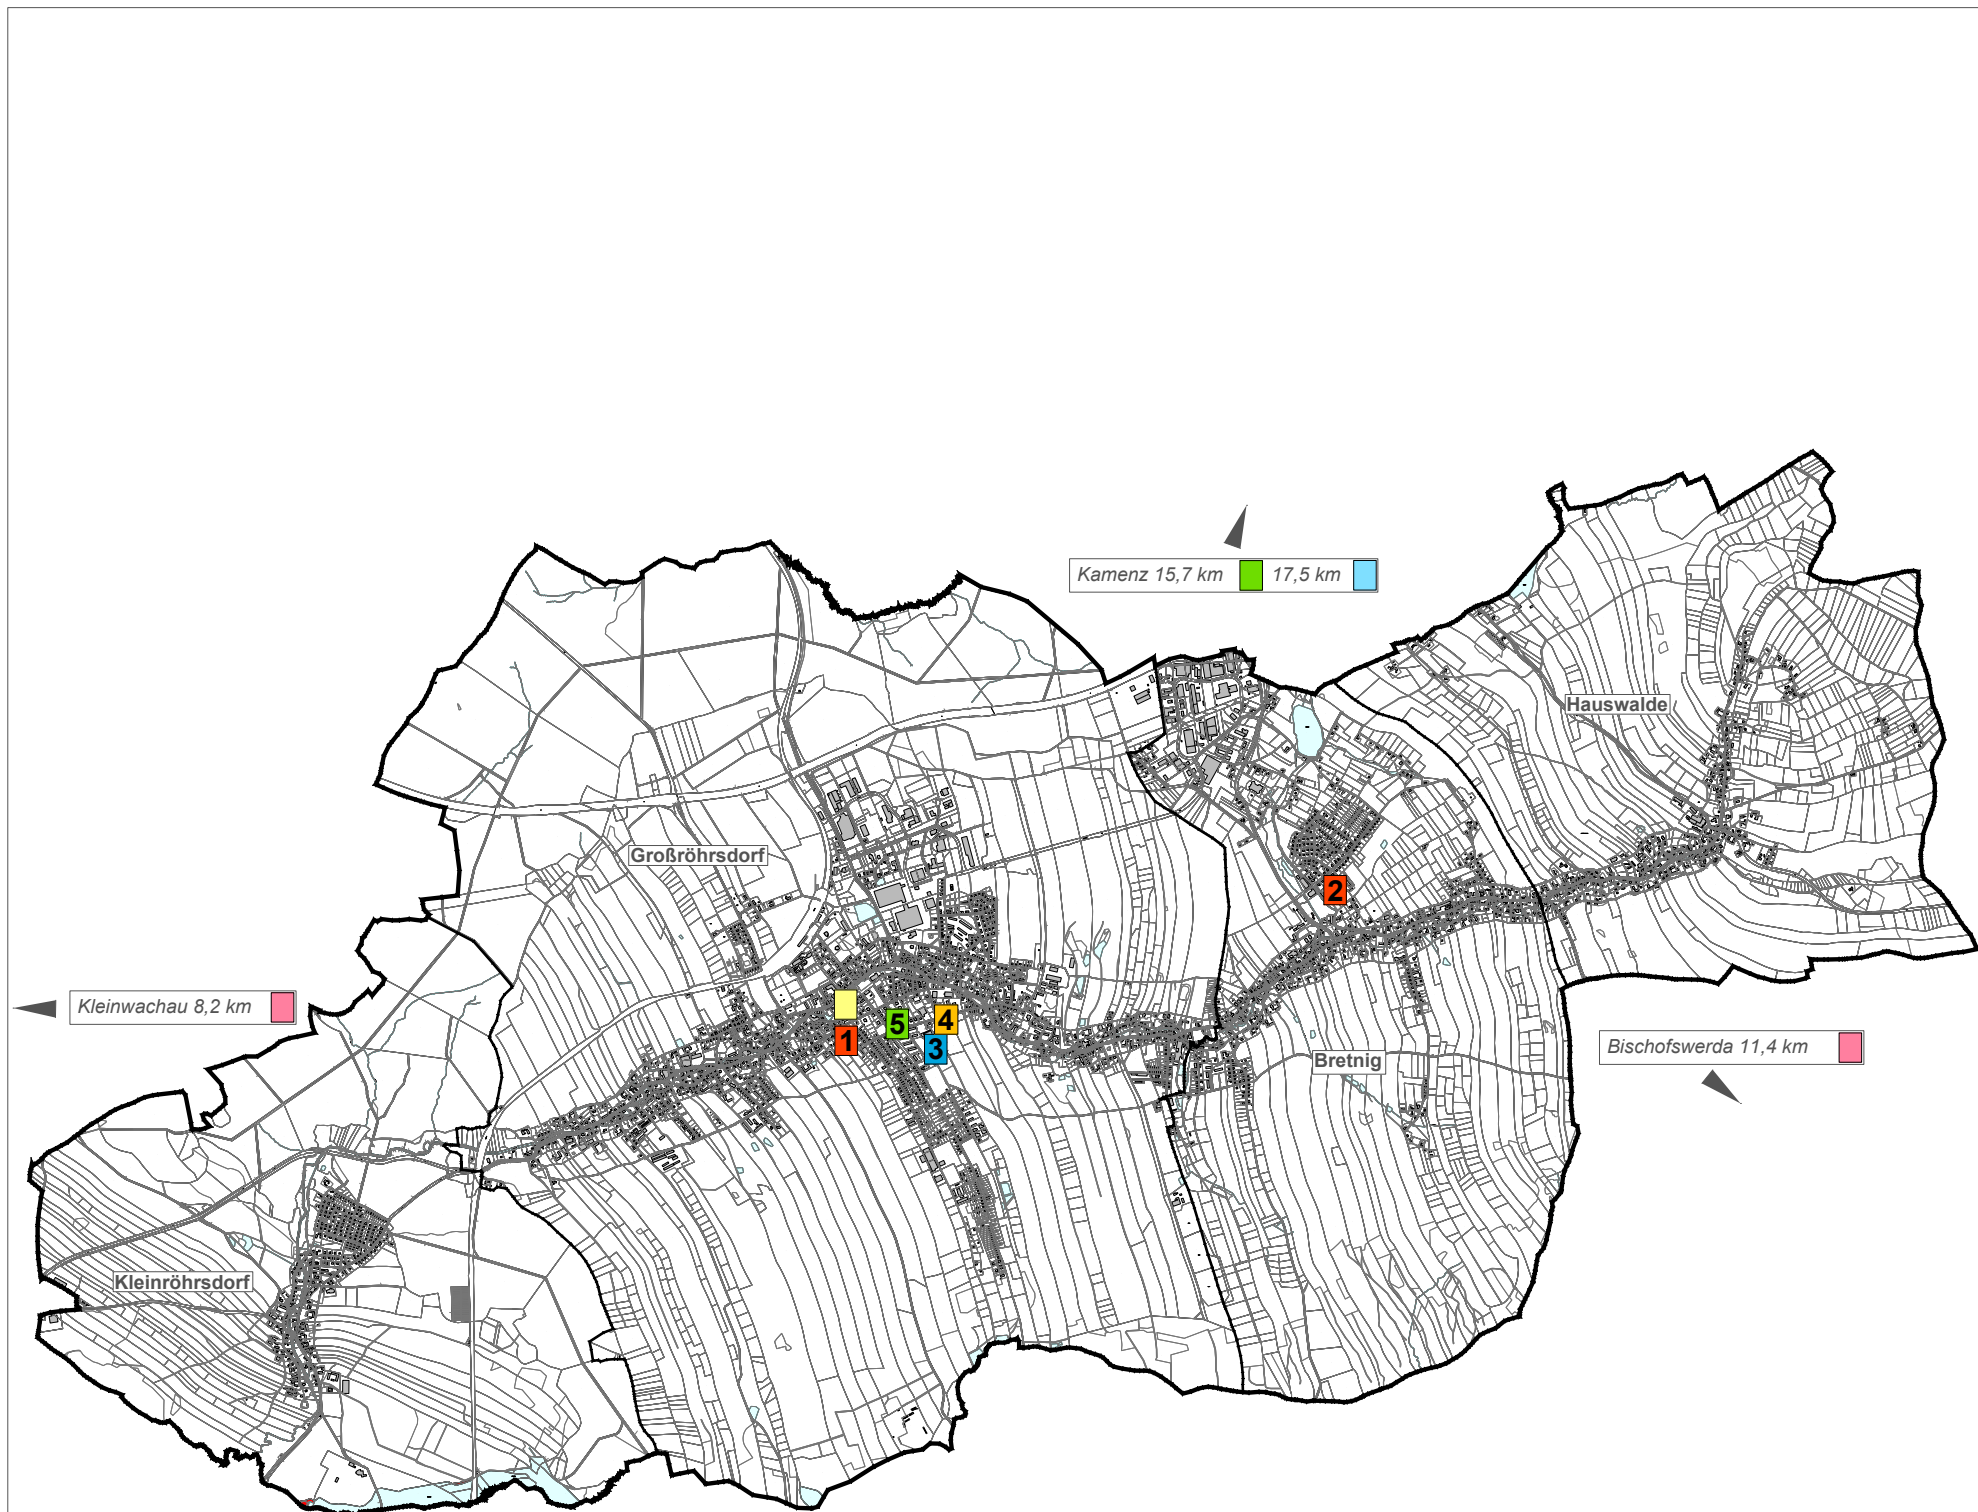 Kamenz 15,7 km 17,5 km
Hauswalde
Großröhrsdorf
2
Kleinwachau 8,2 km
5
4
1
3
Bretnig
Bischofswerda 11,4 km
Kleinröhrsdorf